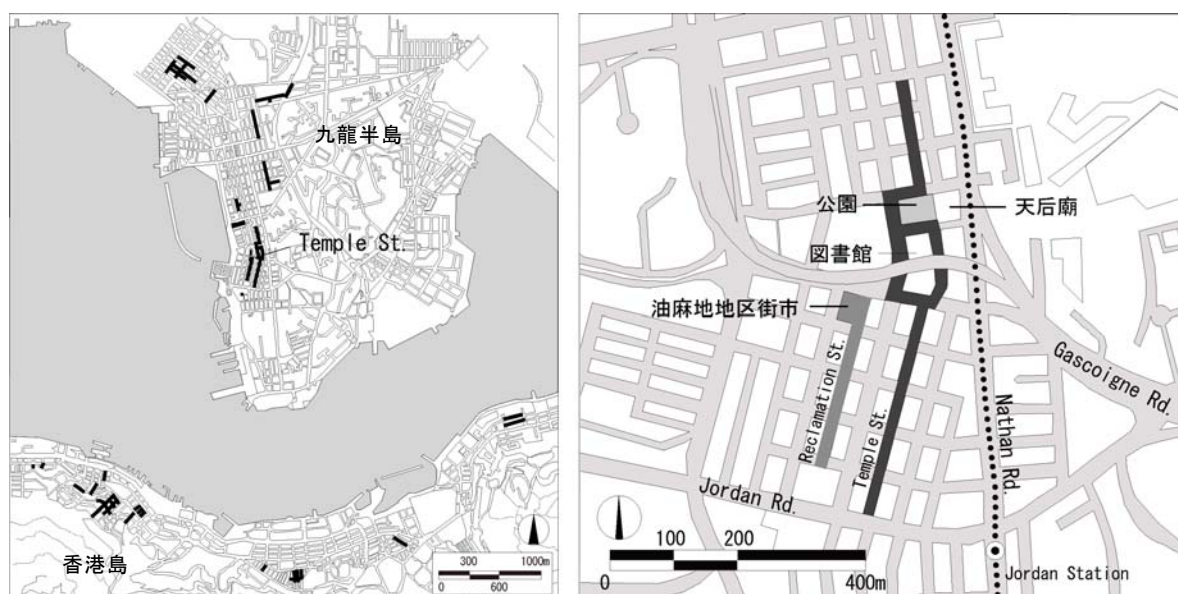 九龍半島
Temple St.
香港島
300 1000m
0 600
公園
天后廟
図書館
油麻地地区街市
Reclamation St.
Temple St.
Nathan Rd.
Gascoigne Rd.
Jordan Rd.
100 200
0 400m
Jordan Station